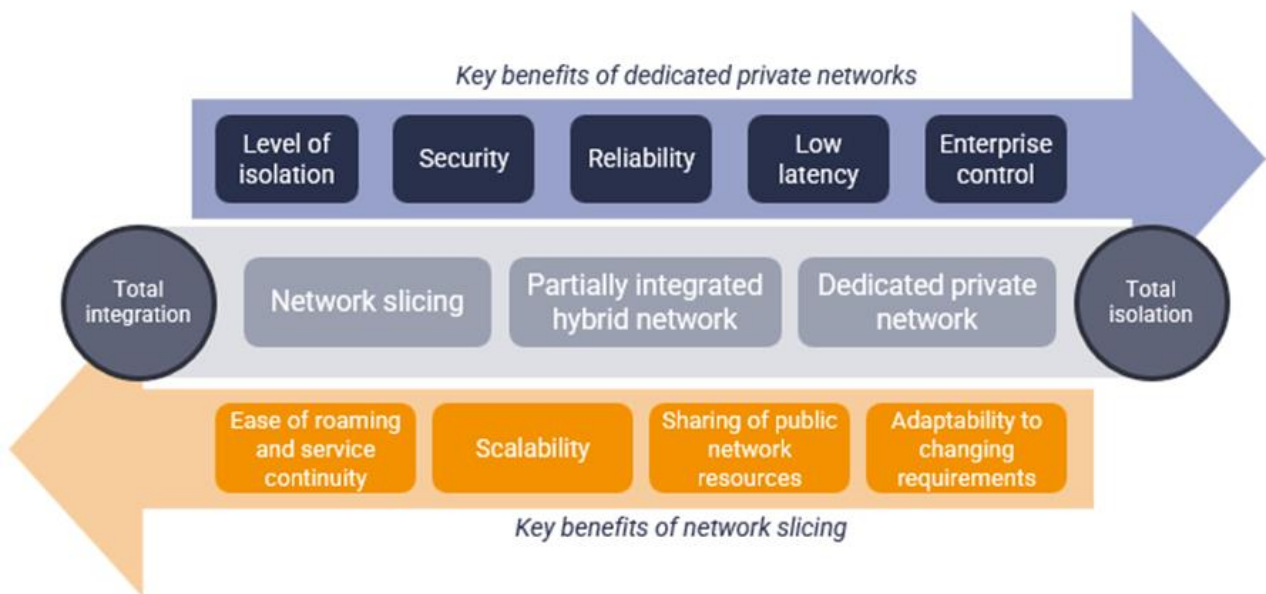 Key benefits of dedicated private networks
Level of
isolation
Security
Reliability
Low
latency
Enterprise
control
Total
integration
Network slicing
Partially integrated
hybrid network
Dedicated private
network
Total
isolation
Ease of roaming
and service
continuity
Scalability
Sharing of public
network
resources
Adaptability to
changing
requirements
Key benefits of network slicing